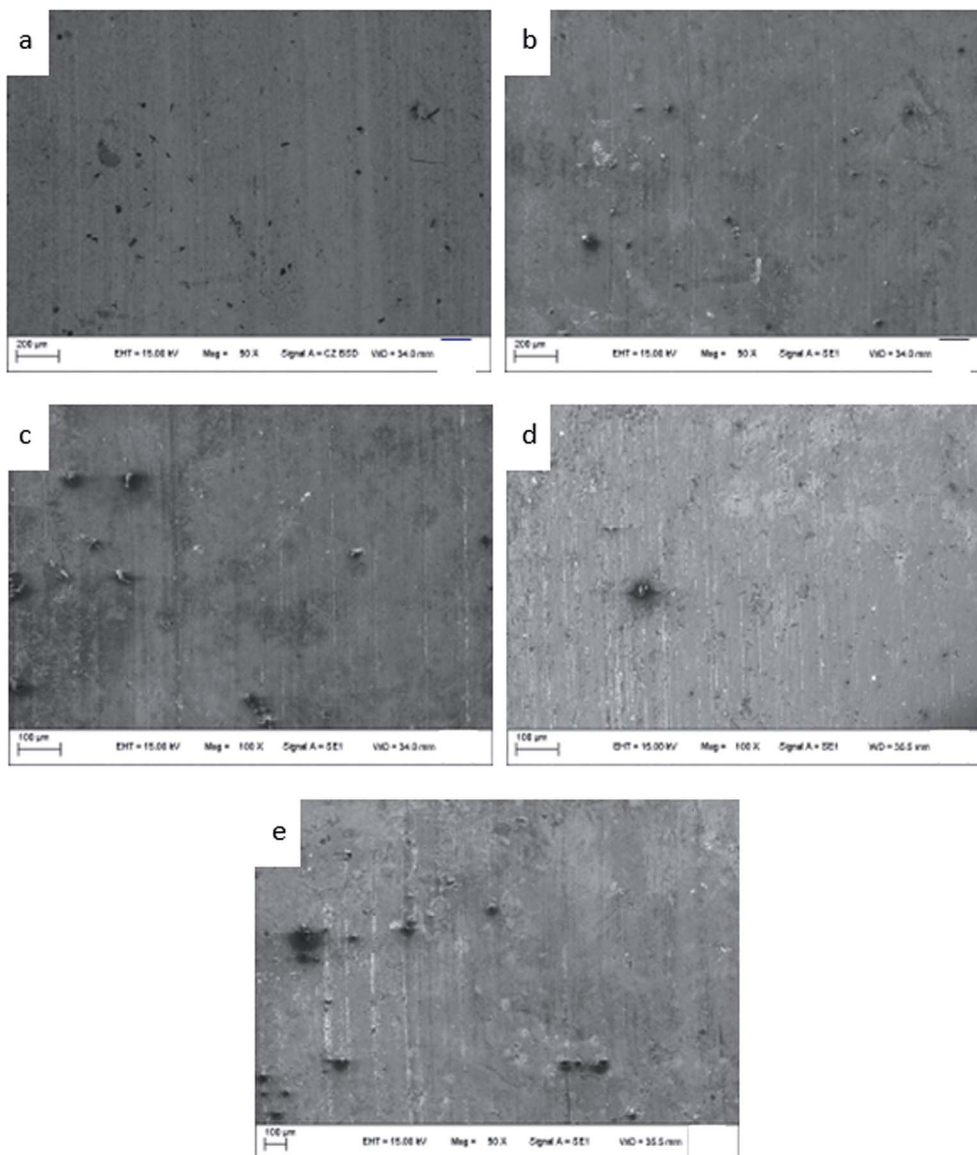 a
b
200 µm EHT = 15.00 kV Mag = 90 X Signal A = CZ BSD WD = 34.0 mm
200 µm EHT = 15.00 kV Mag = 90 X Signal A = SE1 WD = 34.0 mm
c
d
100 µm EHT = 15.00 kV Mag = 100 X Signal A = SE1 WD = 34.0 mm
100 µm EHT = 15.00 kV Mag = 100 X Signal A = SE1 WD = 35.5 mm
e
100 µm EHT = 15.00 kV Mag = 90 X Signal A = SE1 WD = 35.5 mm